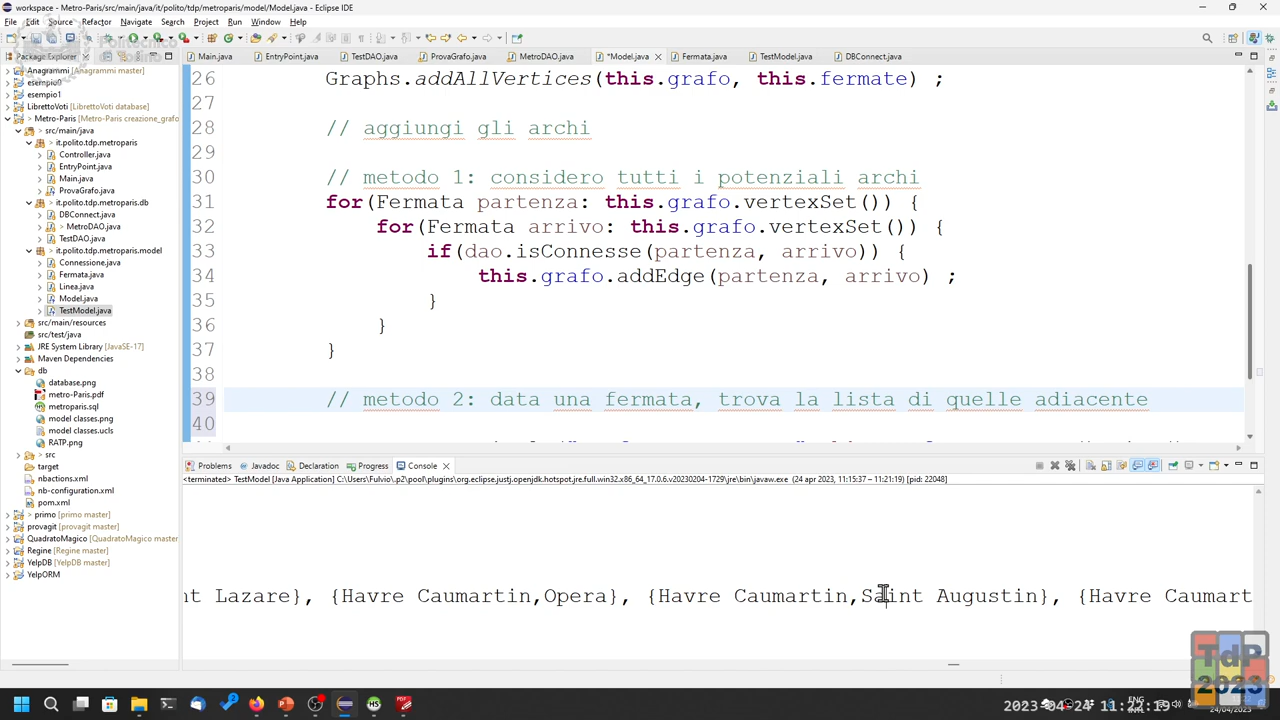 workspace - Metro-Paris/src/main/java/it/polito/tdp/metroparis/model/Model.java - Eclipse IDE
File Edit Source Refactor Navigate Search Project Run Window Help
Package Explorer
Main.java EntryPoint.java TestDAO.java ProvaGrafo.java MetroDAO.java *Model.java Fermata.java TestModel.java DBConnect.java
Anagrammi [Anagrammi master]
esempio0
esempio1
LibrettoVoti [LibrettoVoti database]
> Metro-Paris [Metro-Paris creazione_grafo
src/main/java
it.polito.tdp.metroparis
Controller.java
EntryPoint.java
Main.java
ProvaGrafo.java
> it.polito.tdp.metroparis.db
DBConnect.java
> MetroDAO.java
TestDAO.java
> it.polito.tdp.metroparis.model
Connessione.java
Fermata.java
Linea.java
Model.java
TestModel.java
src/main/resources
src/test/java
JRE System Library [JavaSE-17]
Maven Dependencies
db
database.png
metro-Paris.pdf
metroparis.sql
model classes.png
model classes.ucls
RATP.png
src
target
nbactions.xml
nb-configuration.xml
pom.xml
> primo [primo master]
provagit [provagit master]
QuadratoMagico [QuadratoMagico master]
Regine [Regine master]
YelpDB [YelpDB master]
YelpORM
26 Graphs.addAllVertices(this.grafo, this.fermate) ;
27
28 // aggiungi gli archi
29
30 // metodo 1: considero tutti i potenziali archi
31 for(Fermata partenza: this.grafo.vertexSet()) {
32 for(Fermata arrivo: this.grafo.vertexSet()) {
33 if(dao.isConnesse(partenza, arrivo)) {
34 this.grafo.addEdge(partenza, arrivo) ;
35 }
36 }
37 }
38
39 // metodo 2: data una fermata, trova la lista di quelle adiacente
40
Problems Javadoc Declaration Progress Console
<terminated> TestModel [Java Application] C:\Users\Fulvio\.p2\pool\plugins\org.eclipse.justj.openjdk.hotspot.jre.full.win32.x86_64_17.0.6.v20230204-1729\jre\bin\javaw.exe (24 apr 2023, 11:15:37 – 11:21:19) [pid: 22048]
nt Lazare}, {Havre Caumartin,Opera}, {Havre Caumartin,Saint Augustin}, {Havre Caumart
TdP
2023
ENG
24/04/2023